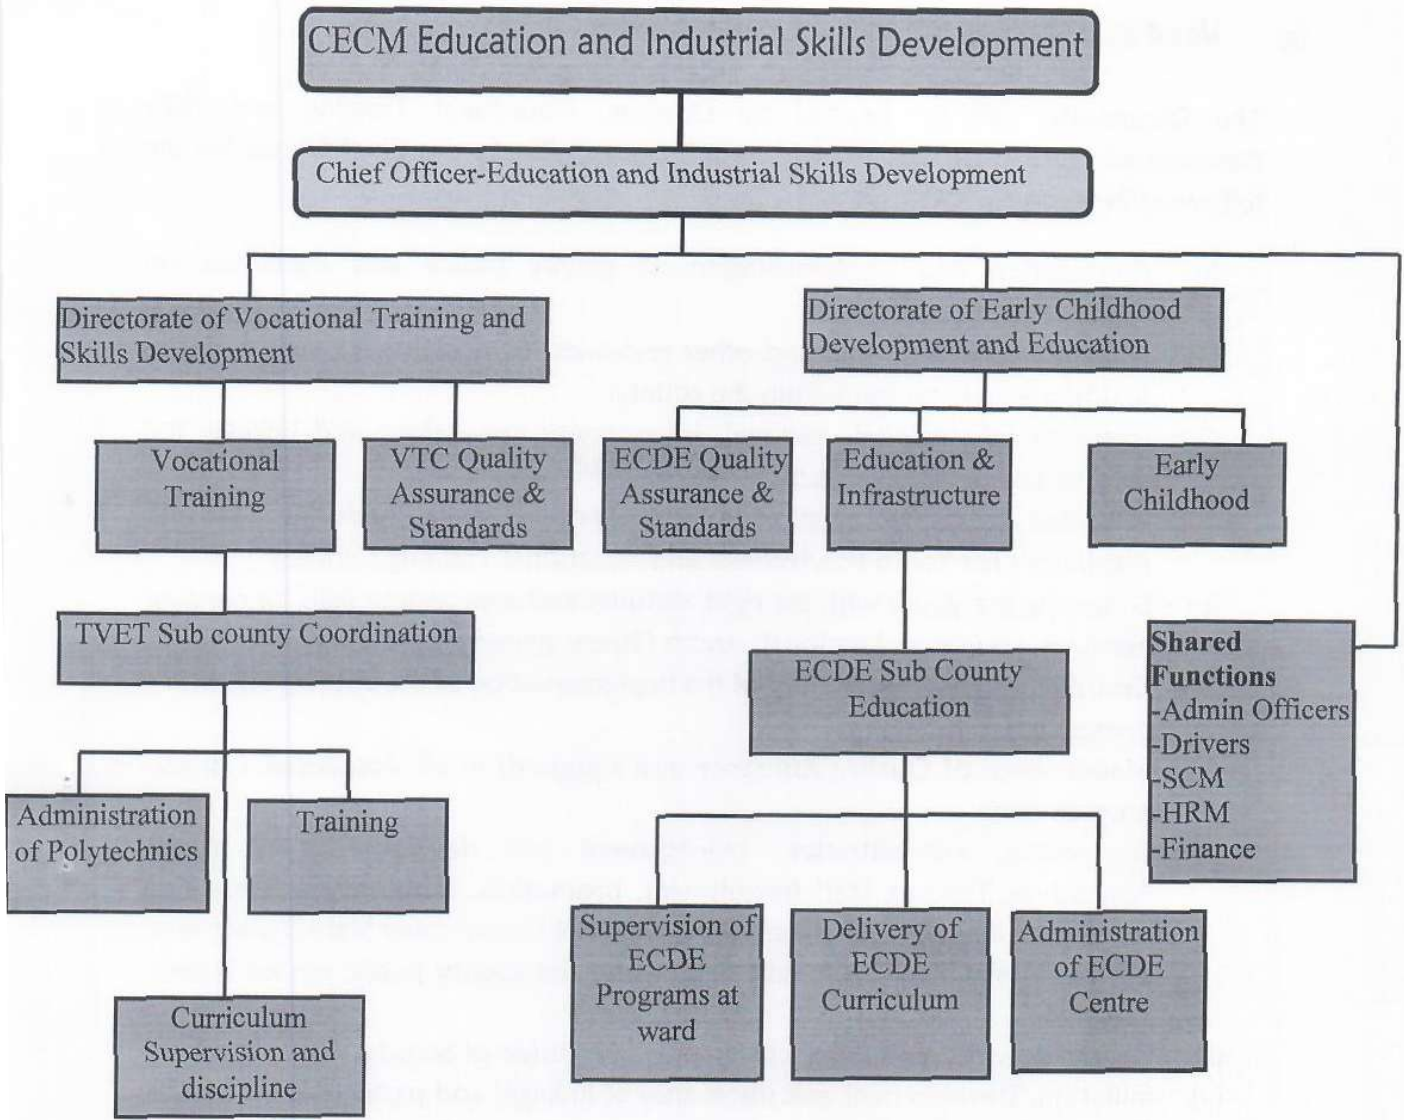 CECM Education and Industrial Skills Development
Chief Officer-Education and Industrial Skills Development
Directorate of Vocational Training and
Skills Development
Directorate of Early Childhood
Development and Education
Vocational
Training
VTC Quality
Assurance &
Standards
ECDE Quality
Assurance &
Standards
Education &
Infrastructure
Early
Childhood
TVET Sub county Coordination
ECDE Sub County
Education
Shared
Functions
-Admin Officers
-Drivers
-SCM
-HRM
-Finance
Administration
of Polytechnics
Training
Curriculum
Supervision and
discipline
Supervision of
ECDE
Programs at
ward
Delivery of
ECDE
Curriculum
Administration
of ECDE
Centre